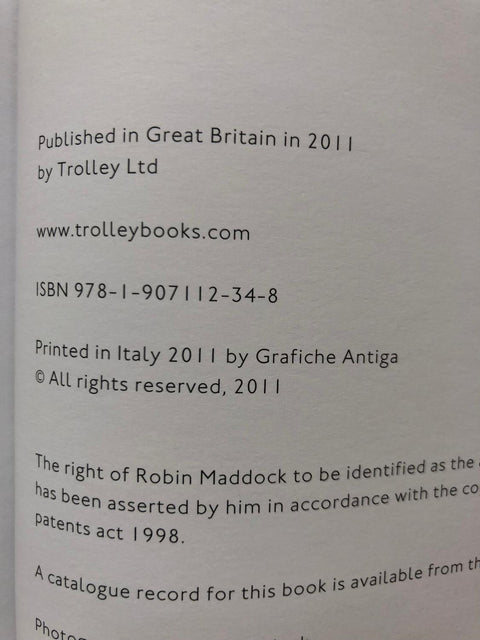 Published in Great Britain in 2011
by Trolley Ltd
www.trolleybooks.com
ISBN 978-1-907112-34-8
Printed in Italy 2011 by Grafiche Antiga
© All rights reserved, 2011
The right of Robin Maddock to be identified as the
has been asserted by him in accordance with the co
patents act 1998.
A catalogue record for this book is available from th